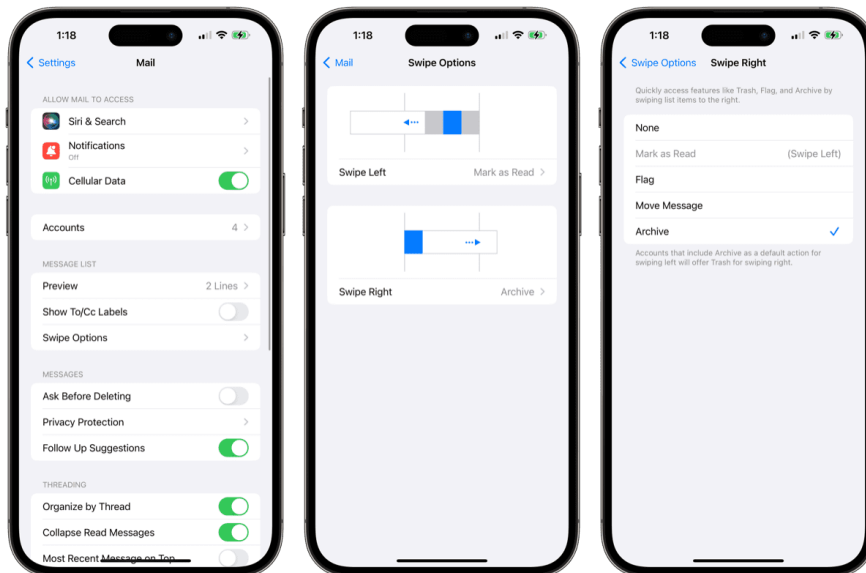 1:18
Settings
Mail
ALLOW MAIL TO ACCESS
Siri & Search
Notifications
Off
Cellular Data
Accounts 4
MESSAGE LIST
Preview 2 Lines
Show To/Cc Labels
Swipe Options
MESSAGES
Ask Before Deleting
Privacy Protection
Follow Up Suggestions
THREADING
Organize by Thread
Collapse Read Messages
Most Recent Message on Top
1:18
Mail
Swipe Options
Swipe Left Mark as Read
Swipe Right Archive
1:18
Swipe Options
Swipe Right
Quickly access features like Trash, Flag, and Archive by
swiping list items to the right.
None
Mark as Read (Swipe Left)
Flag
Move Message
Archive
Accounts that include Archive as a default action for
swiping left will offer Trash for swiping right.